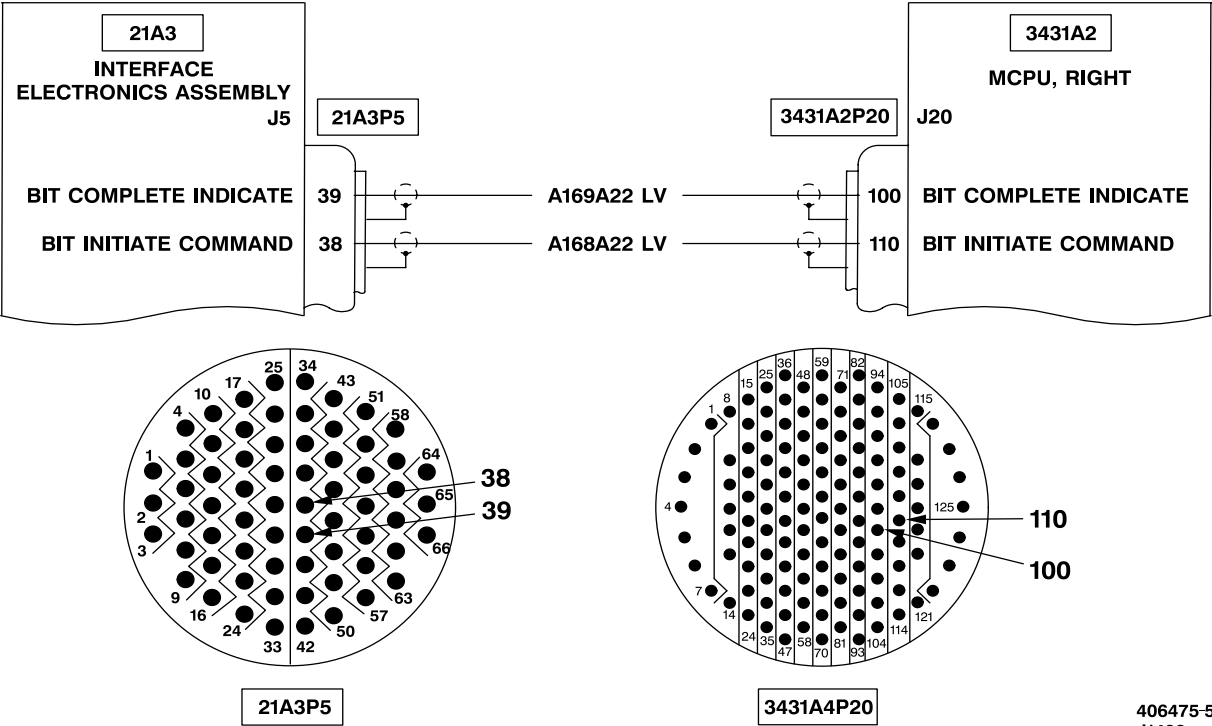 21A3
INTERFACE
ELECTRONICS ASSEMBLY
J5
21A3P5
3431A2
MCPU, RIGHT
3431A2P20
J20
BIT COMPLETE INDICATE 39 A169A22 LV 100 BIT COMPLETE INDICATE
BIT INITIATE COMMAND 38 A168A22 LV 110 BIT INITIATE COMMAND
25 34
17 43
10 51
4 58
1 64
38
65
39
2
3 66
9 63
16 57
24 50
33 42
21A3P5
36 59 82
25 48 71 94
15 105
8 115
1
4 125
110
100
7 121
14 114
24 35 58 81 104
47 70 93
3431A4P20
406475-5